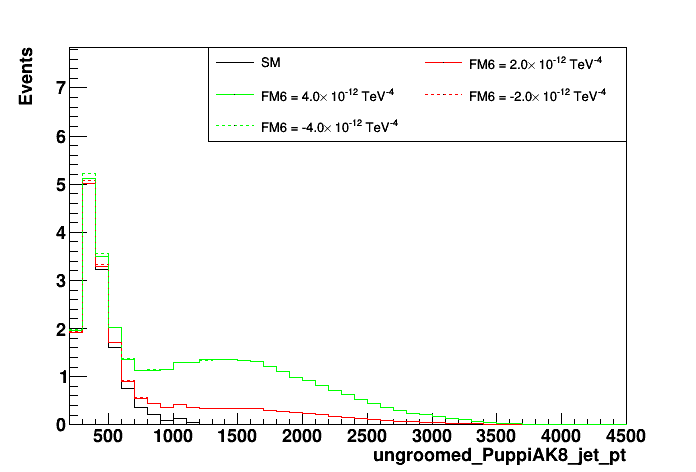 Events
SM
FM6 = 2.0× 10⁻¹² TeV⁻⁴
FM6 = 4.0× 10⁻¹² TeV⁻⁴
FM6 = -2.0× 10⁻¹² TeV⁻⁴
FM6 = -4.0× 10⁻¹² TeV⁻⁴
7
6
5
4
3
2
1
0
500 1000 1500 2000 2500 3000 3500 4000 4500
ungroomed_PuppiAK8_jet_pt